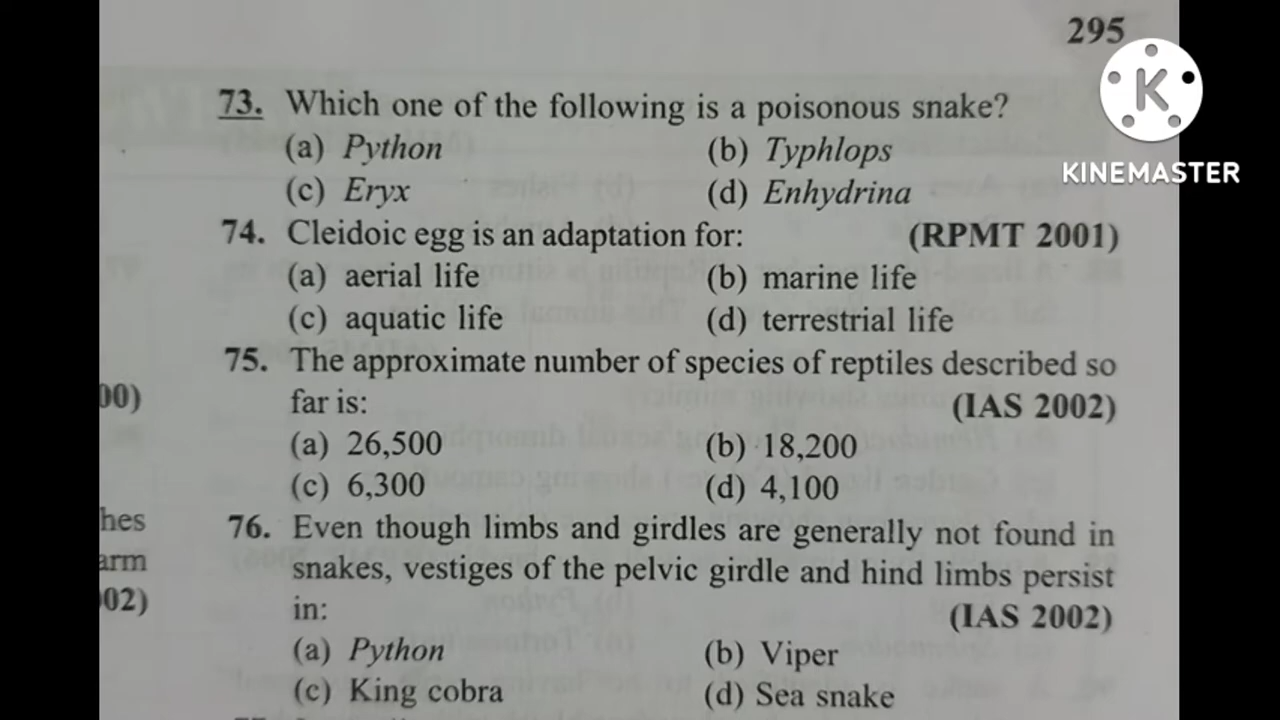 295
K
KINEMASTER
73. Which one of the following is a poisonous snake?
(a) Python (b) Typhlops
(c) Eryx (d) Enhydrina
74. Cleidoic egg is an adaptation for: (RPMT 2001)
(a) aerial life (b) marine life
(c) aquatic life (d) terrestrial life
75. The approximate number of species of reptiles described so
far is: (IAS 2002)
(a) 26,500 (b) 18,200
(c) 6,300 (d) 4,100
76. Even though limbs and girdles are generally not found in
snakes, vestiges of the pelvic girdle and hind limbs persist
in: (IAS 2002)
(a) Python (b) Viper
(c) King cobra (d) Sea snake
00)
hes
arm
02)